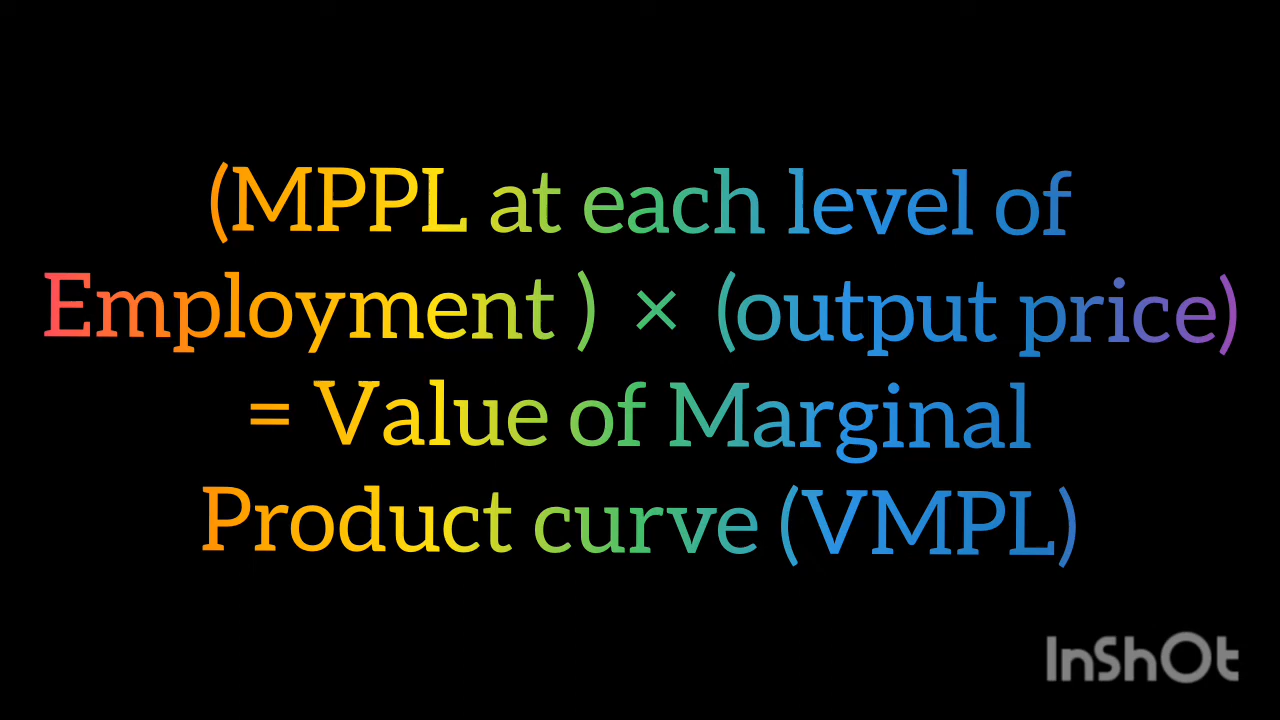 (MPPL at each level of
Employment ) × (output price)
= Value of Marginal
Product curve (VMPL)
InShOt